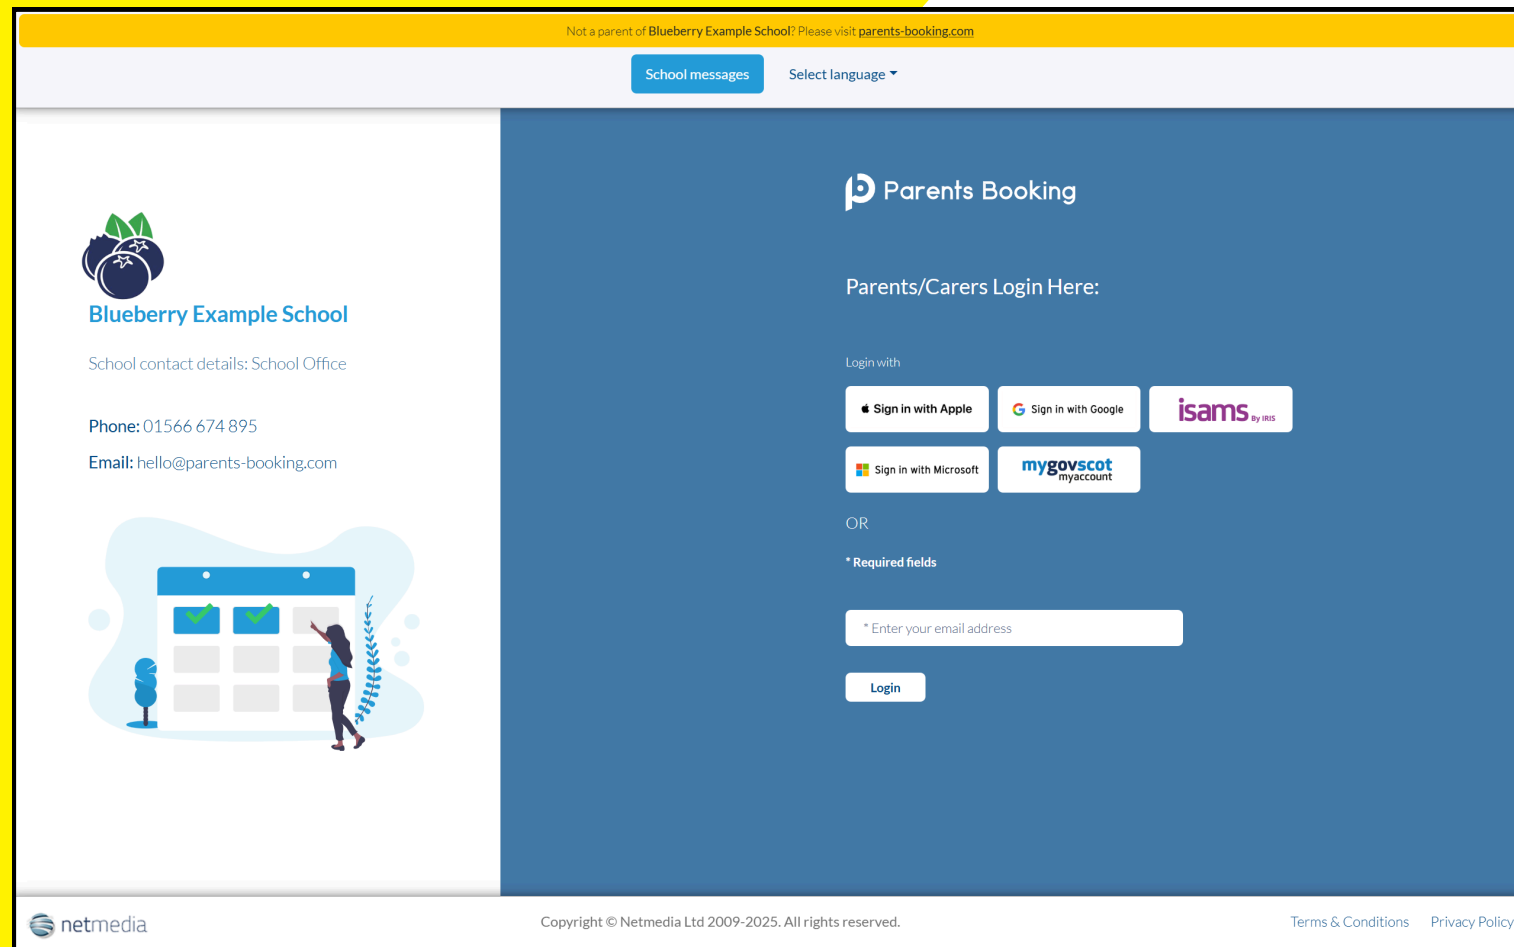 Not a parent of Blueberry Example School? Please visit parents-booking.com
School messages
Select language
Blueberry Example School
School contact details: School Office
Phone: 01566 674 895
Email: hello@parents-booking.com
Parents Booking
Parents/Carers Login Here:
Login with
Sign in with Apple
Sign in with Google
isams By IRIS
Sign in with Microsoft
mygovscot
myaccount
OR
* Required fields
* Enter your email address
Login
netmedia
Copyright © Netmedia Ltd 2009-2025. All rights reserved.
Terms & Conditions
Privacy Policy